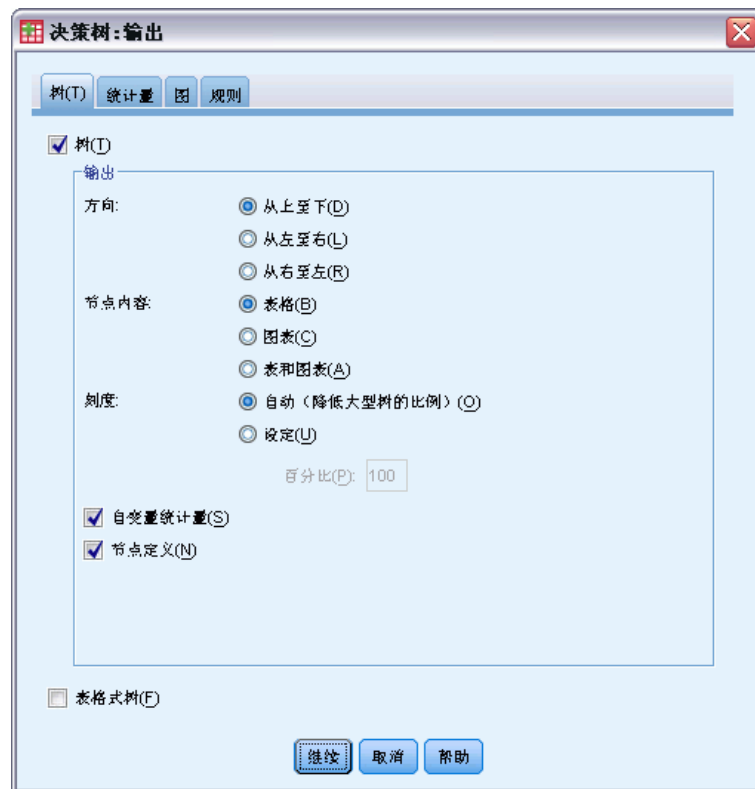 决策树:输出
树(T) 统计量 图 规则
树(T)
输出
方向: 从上至下(D)
从左至右(L)
从右至左(R)
节点内容: 表格(B)
图表(C)
表和图表(A)
刻度: 自动（降低大型树的比例）(O)
设定(U)
百分比(P): 100
自变量统计量(S)
节点定义(N)
表格式树(F)
继续 取消 帮助